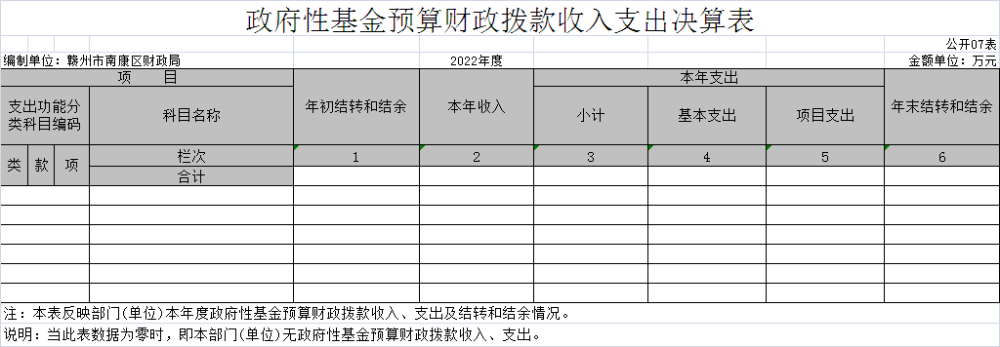 政府性基金预算财政拨款收入支出决算表
公开07表
编制单位：赣州市南康区财政局 2022年度 金额单位：万元
项 目 年初结转和结余 本年收入 本年支出 年末结转和结余
支出功能分类科目编码 科目名称 小计 基本支出 项目支出
类 款 项 栏次 1 2 3 4 5 6
合计
注：本表反映部门(单位)本年度政府性基金预算财政拨款收入、支出及结转和结余情况。
说明：当此表数据为零时，即本部门(单位)无政府性基金预算财政拨款收入、支出。